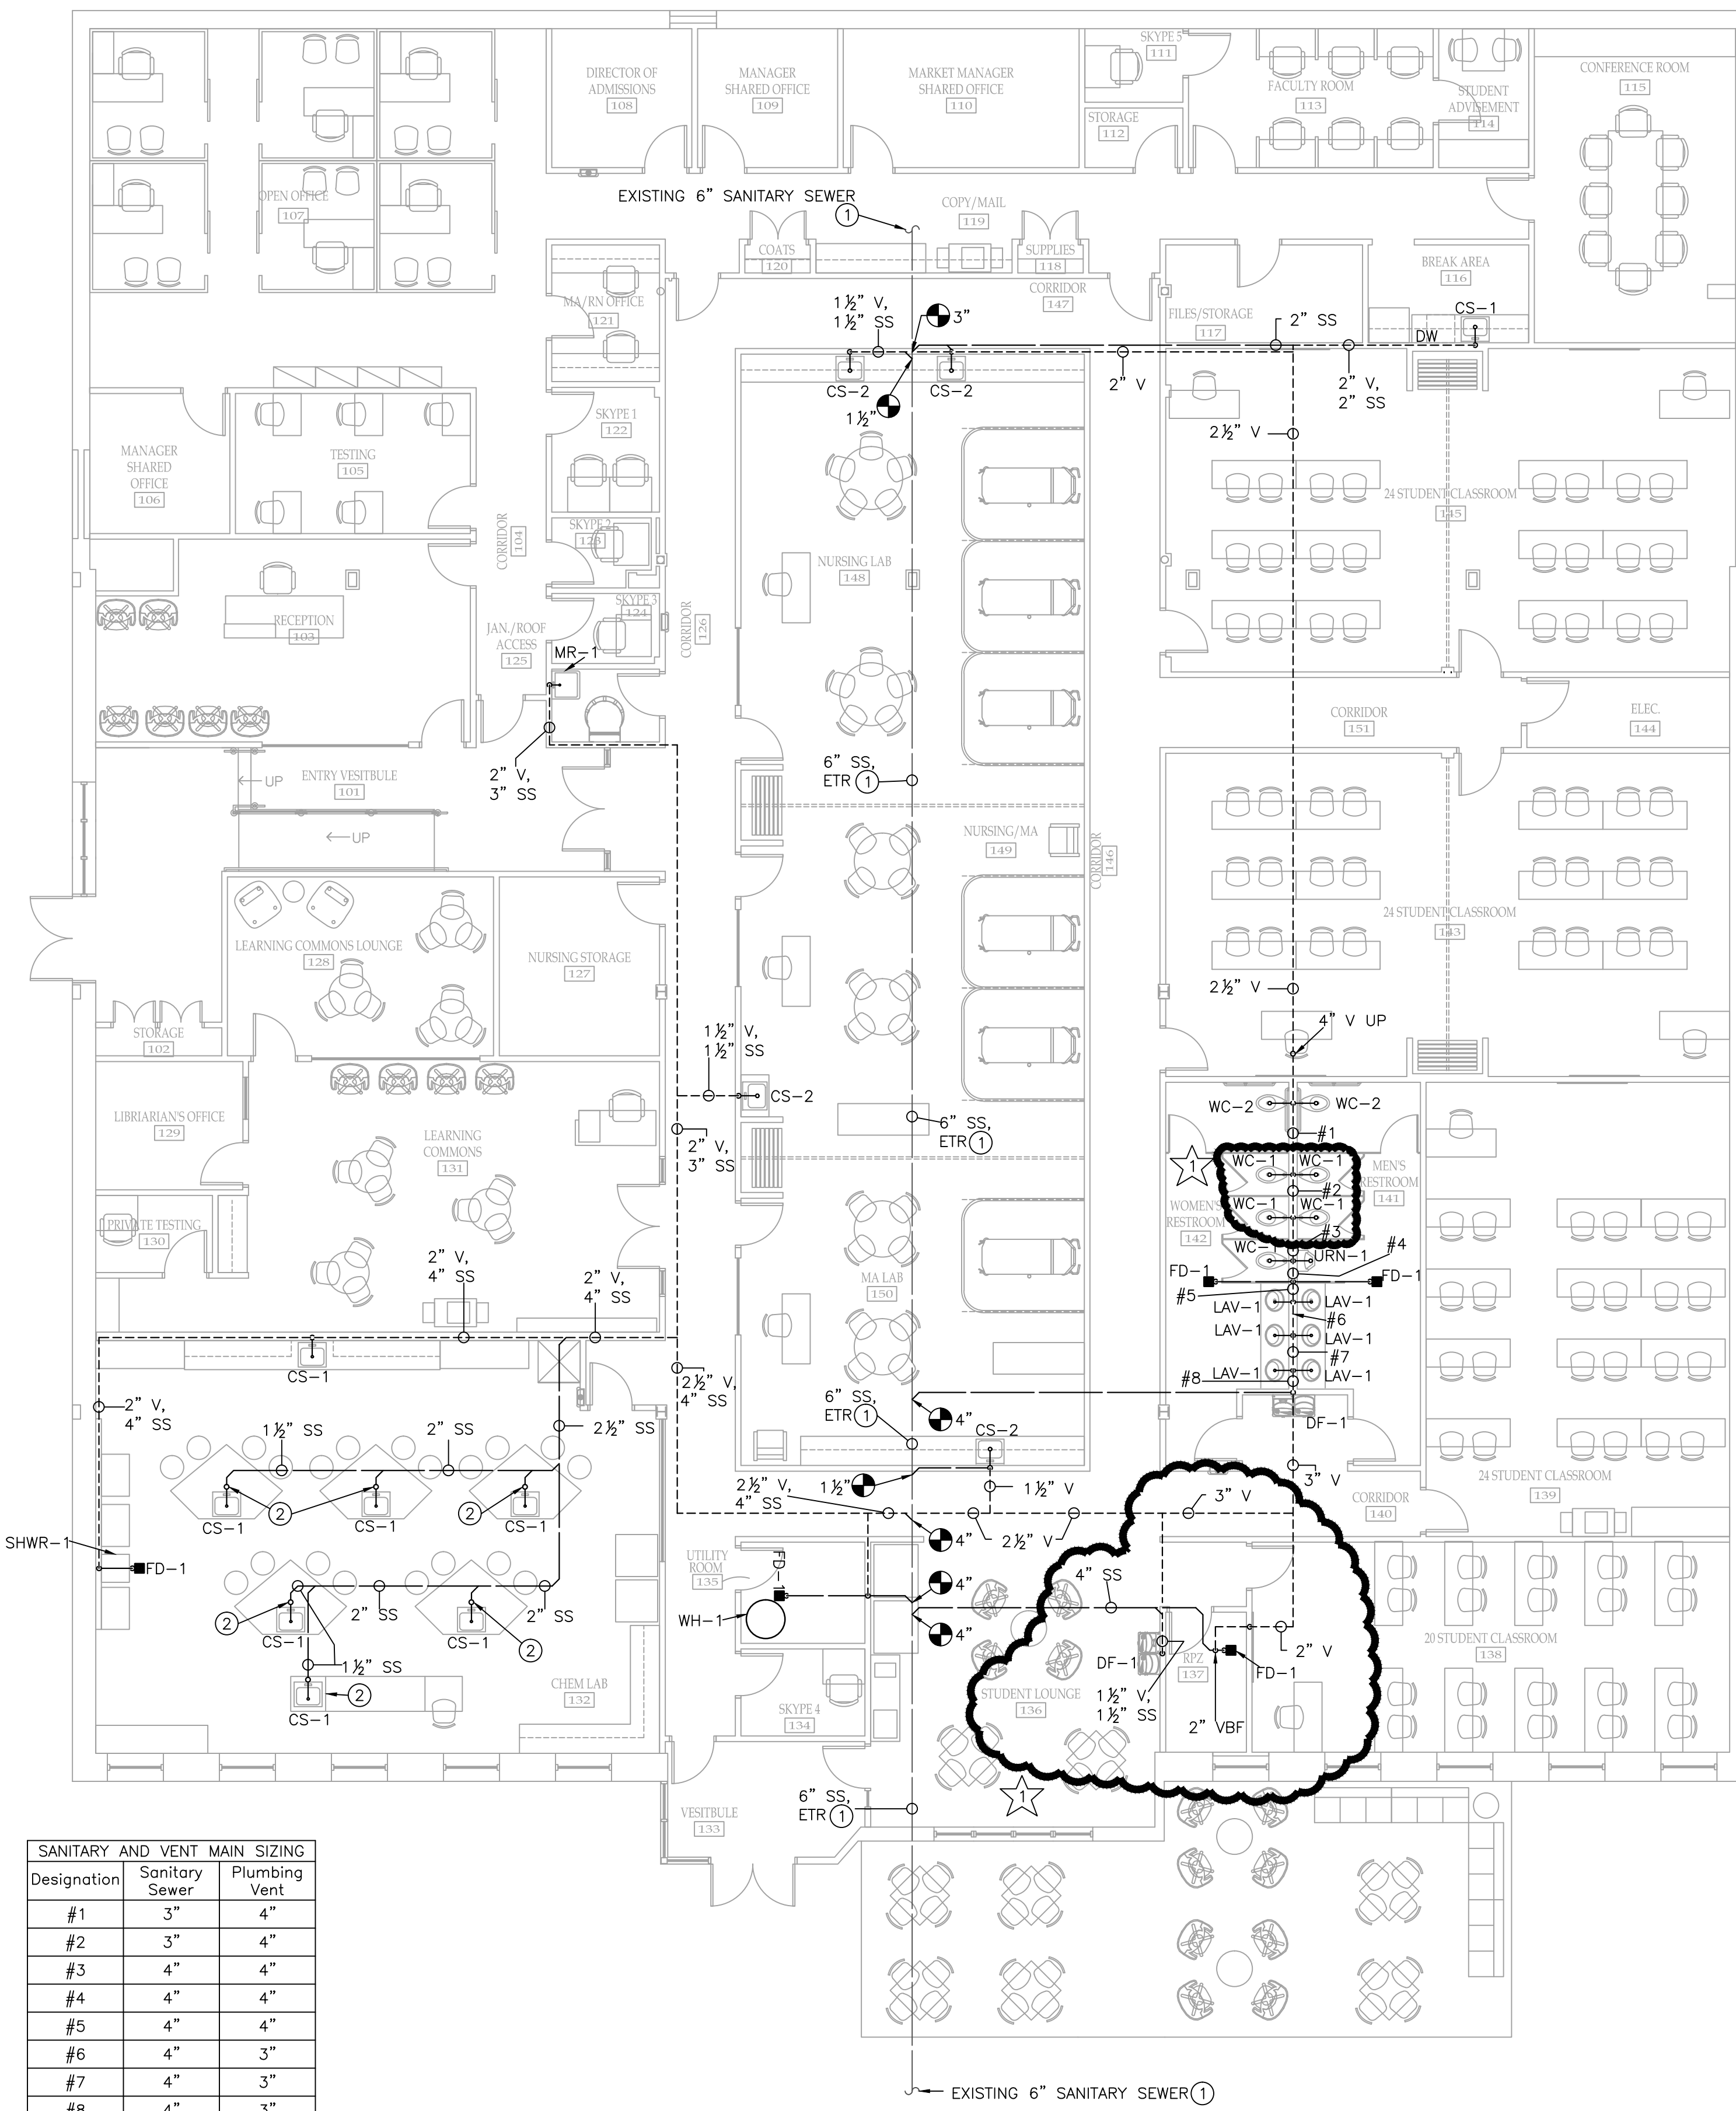 SKYPE 5
111
DIRECTOR OF
ADMISSIONS
108
MANAGER
SHARED OFFICE
109
MARKET MANAGER
SHARED OFFICE
110
STORAGE
112
FACULTY ROOM
113
STUDENT
ADVISEMENT
114
CONFERENCE ROOM
115
OPEN OFFICE
107
EXISTING 6" SANITARY SEWER
1
COPY/MAIL
119
COATS
120
SUPPLIES
118
CORRIDOR
147
BREAK AREA
116
MA/RN OFFICE
121
FILES/STORAGE
117
1½" V,
1½" SS
3"
2" SS
CS-1
DW
CS-2
CS-2
1½"
2" V
2" V,
2" SS
2½" V
MANAGER
SHARED
OFFICE
106
TESTING
105
SKYPE 1
122
24 STUDENT CLASSROOM
145
CORRIDOR
104
SKYPE 2
123
NURSING LAB
148
RECEPTION
103
SKYPE 3
124
CORRIDOR
126
JAN./ROOF
ACCESS
125
MR-1
CORRIDOR
151
ELEC.
144
2" V,
3" SS
6" SS,
ETR 1
ENTRY VESITBULE
101
UP
UP
NURSING/MA
149
CORRIDOR
146
24 STUDENT CLASSROOM
143
LEARNING COMMONS LOUNGE
128
NURSING STORAGE
127
2½" V
4" V UP
STORAGE
102
1½" V,
1½" SS
CS-2
WC-2
WC-2
LIBRIARIAN'S OFFICE
129
LEARNING
COMMONS
131
2" V,
3" SS
6" SS,
ETR 1
#1
1
WC-1
WC-1
#2
MEN'S
RESTROOM
141
WC-1
WC-1
WOMEN'S
RESTROOM
142
#3
WC-1
URN-1
#4
PRIVATE TESTING
130
FD-1
FD-1
#5
MA LAB
150
2" V,
4" SS
2" V,
4" SS
LAV-1
LAV-1
#6
LAV-1
LAV-1
#7
#8
LAV-1
LAV-1
CS-1
2½" V,
4" SS
2" V,
4" SS
6" SS,
ETR 1
4"
DF-1
1½" SS
2" SS
2½" SS
CS-2
3" V
24 STUDENT CLASSROOM
139
2
2
CS-1
CS-1
CS-1
2½" V,
4" SS
1½"
1½" V
3" V
CORRIDOR
140
SHWR-1
FD-1
4"
2½" V
UTILITY
ROOM
135
FD-1
4"
4" SS
2" SS
2" SS
2
CS-1
CS-1
2
WH-1
4"
20 STUDENT CLASSROOM
138
DF-1
RPZ
137
2" V
FD-1
1½" SS
2
CS-1
CHEM LAB
132
SKYPE 4
134
STUDENT LOUNGE
136
1½" V,
1½" SS
2" VBF
1
6" SS,
ETR 1
VESITBULE
133
SANITARY AND VENT MAIN SIZING
Designation Sanitary Sewer Plumbing Vent
#1 3" 4"
#2 3" 4"
#3 4" 4"
#4 4" 4"
#5 4" 4"
#6 4" 3"
#7 4" 3"
#8 4" 3"
EXISTING 6" SANITARY SEWER 1